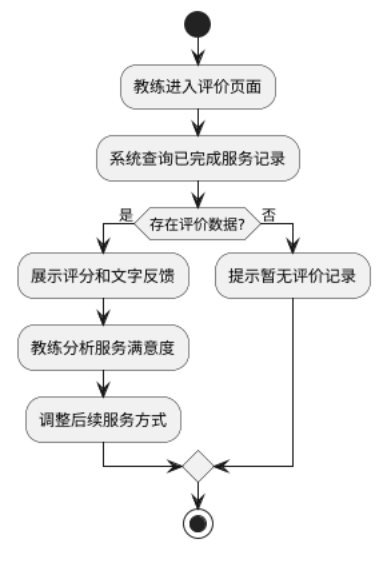 教练进入评价页面
系统查询已完成服务记录
是
存在评价数据?
否
展示评分和文字反馈
提示暂无评价记录
教练分析服务满意度
调整后续服务方式